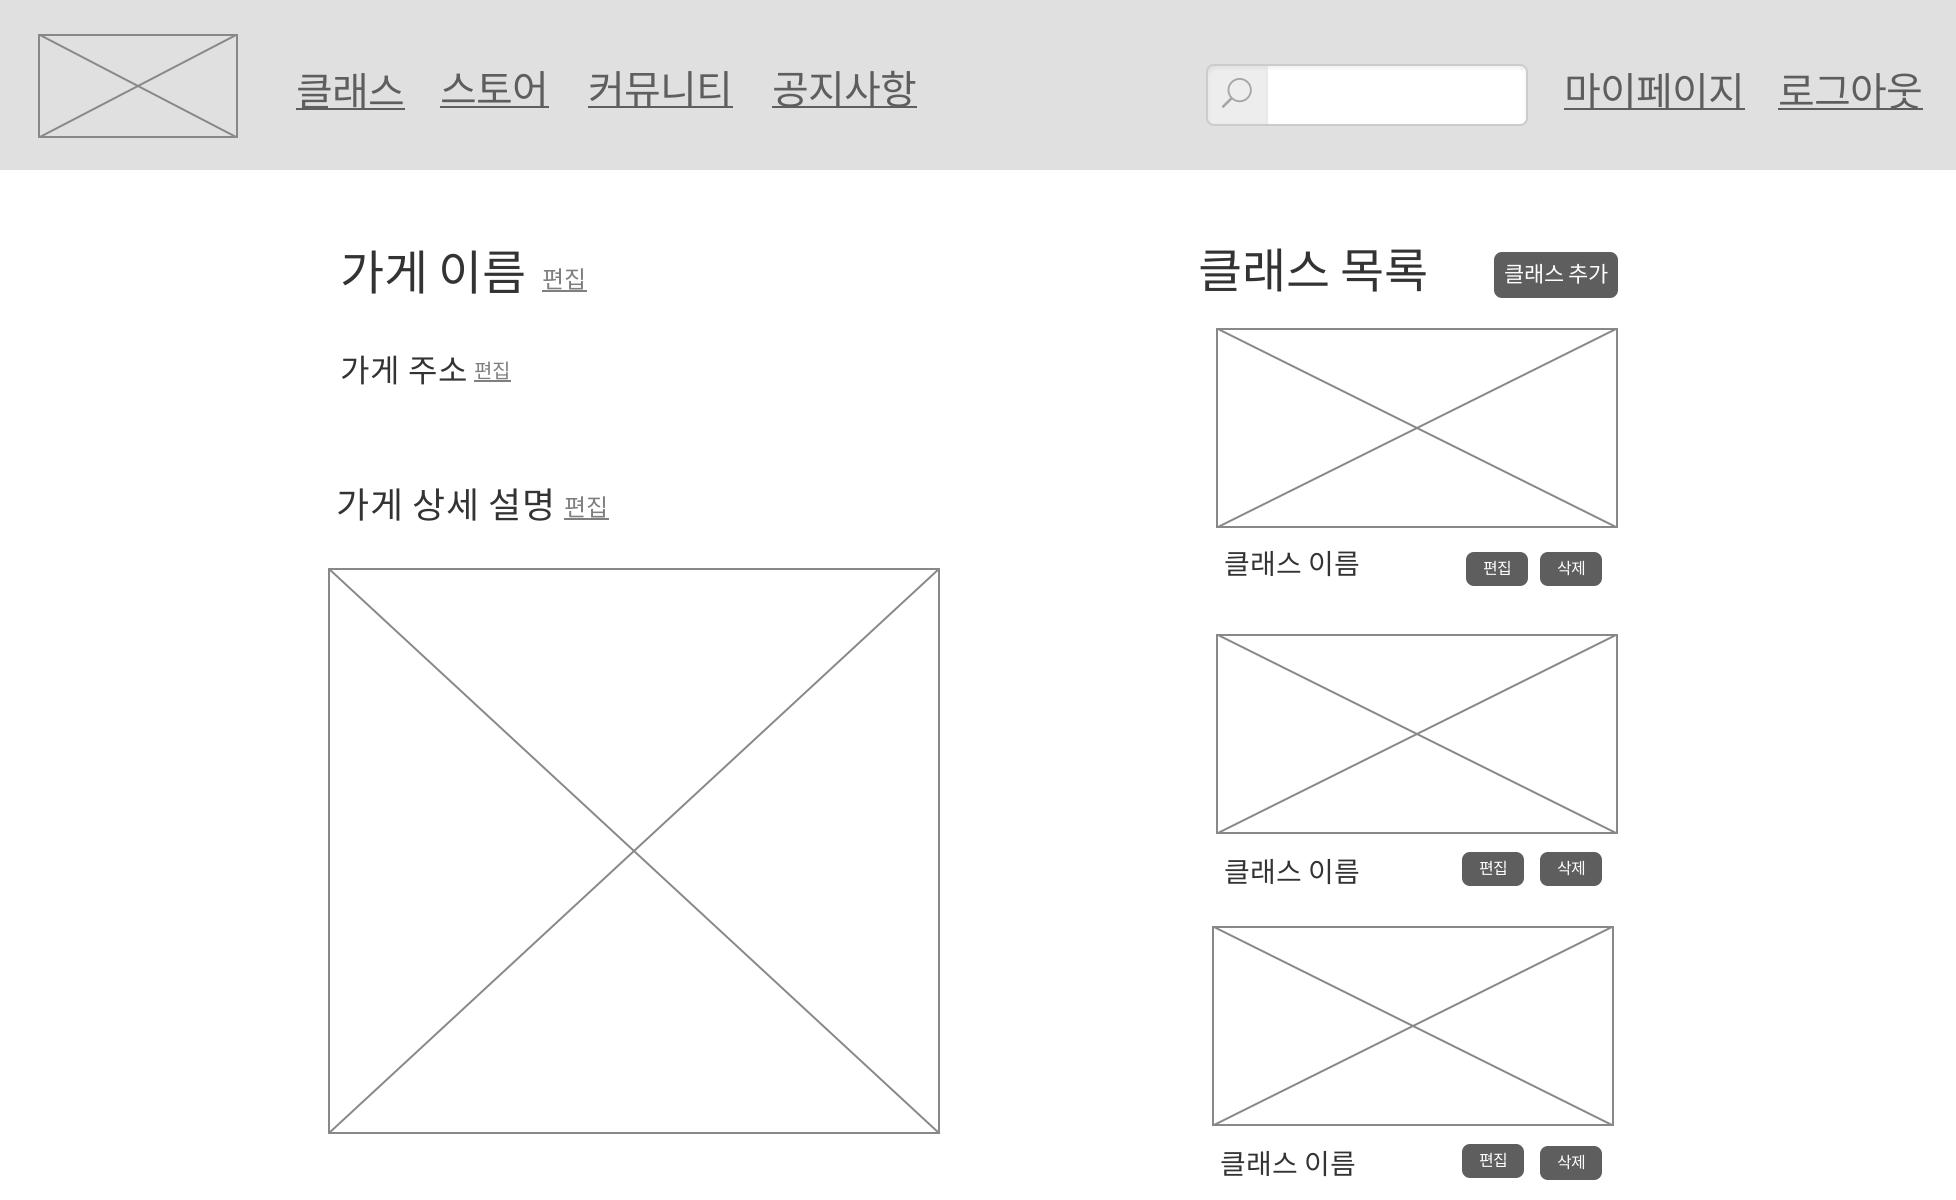 클래스 스토어 커뮤니티 공지사항 마이페이지 로그아웃
가게 이름 편집
가게 주소 편집
가게 상세 설명 편집
클래스 목록 클래스 추가
클래스 이름 편집 삭제
클래스 이름 편집 삭제
클래스 이름 편집 삭제